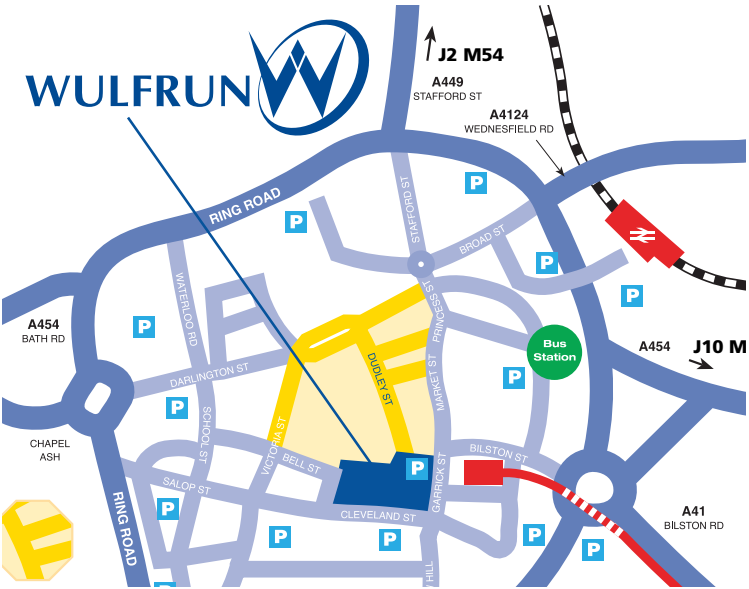 J2 M54
WULFRUN
A449
STAFFORD ST
A4124
WEDNESFIELD RD
P
RING ROAD
STAFFORD ST
P
BROAD ST
P
WATERLOO RD
PRINCESS ST
P
P
A454
BATH RD
Bus
Station
A454
J10 M
DARLINGTON ST
DUDLEY ST
MARKET ST
P
P
SCHOOL ST
VICTORIA ST
CHAPEL
ASH
BELL ST
BILSTON ST
P
SALOP ST
GARRICK ST
RING ROAD
P
CLEVELAND ST
A41
BILSTON RD
P
P
P
P
HILL
P